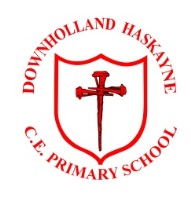 DOWNHOLLAND HASKAYNE
C.E. PRIMARY SCHOOL